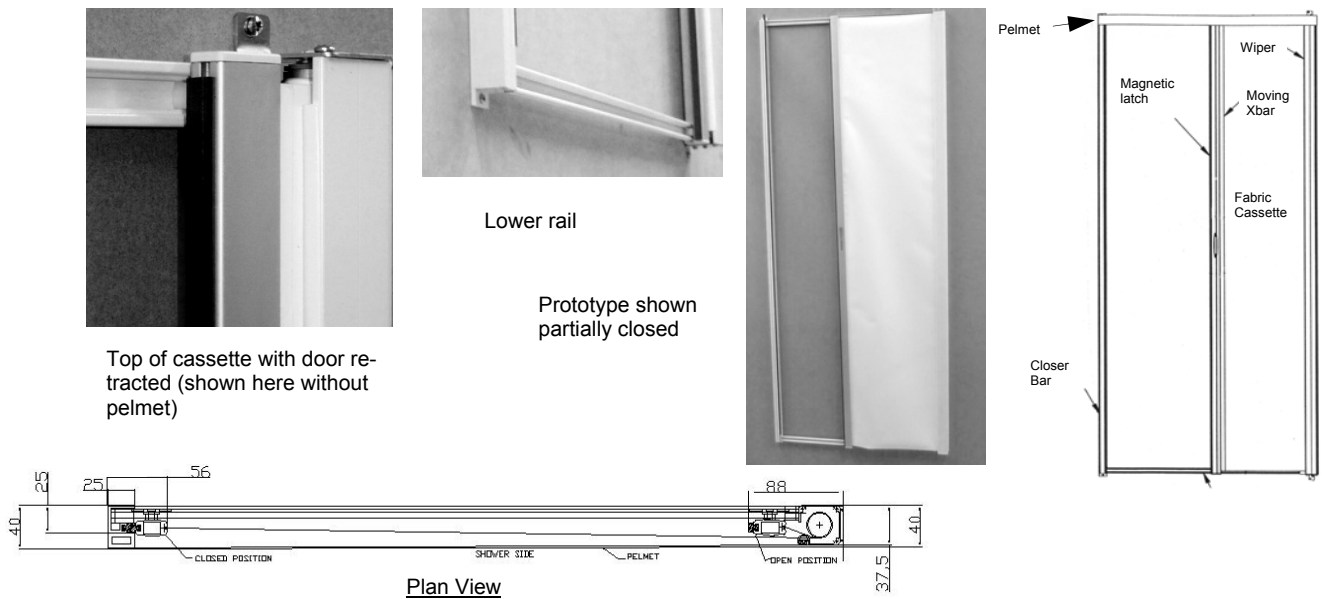 Top of cassette with door re-
tracted (shown here without
pelmet)
Lower rail
Prototype shown
partially closed
Pelmet
Wiper
Magnetic
latch
Moving
Xbar
Fabric
Cassette
Closer
Bar
56
25
25
40
88
40
37,5
CLOSED POSITION
SHOWER SIDE
PELMET
OPEN POSITION
Plan View